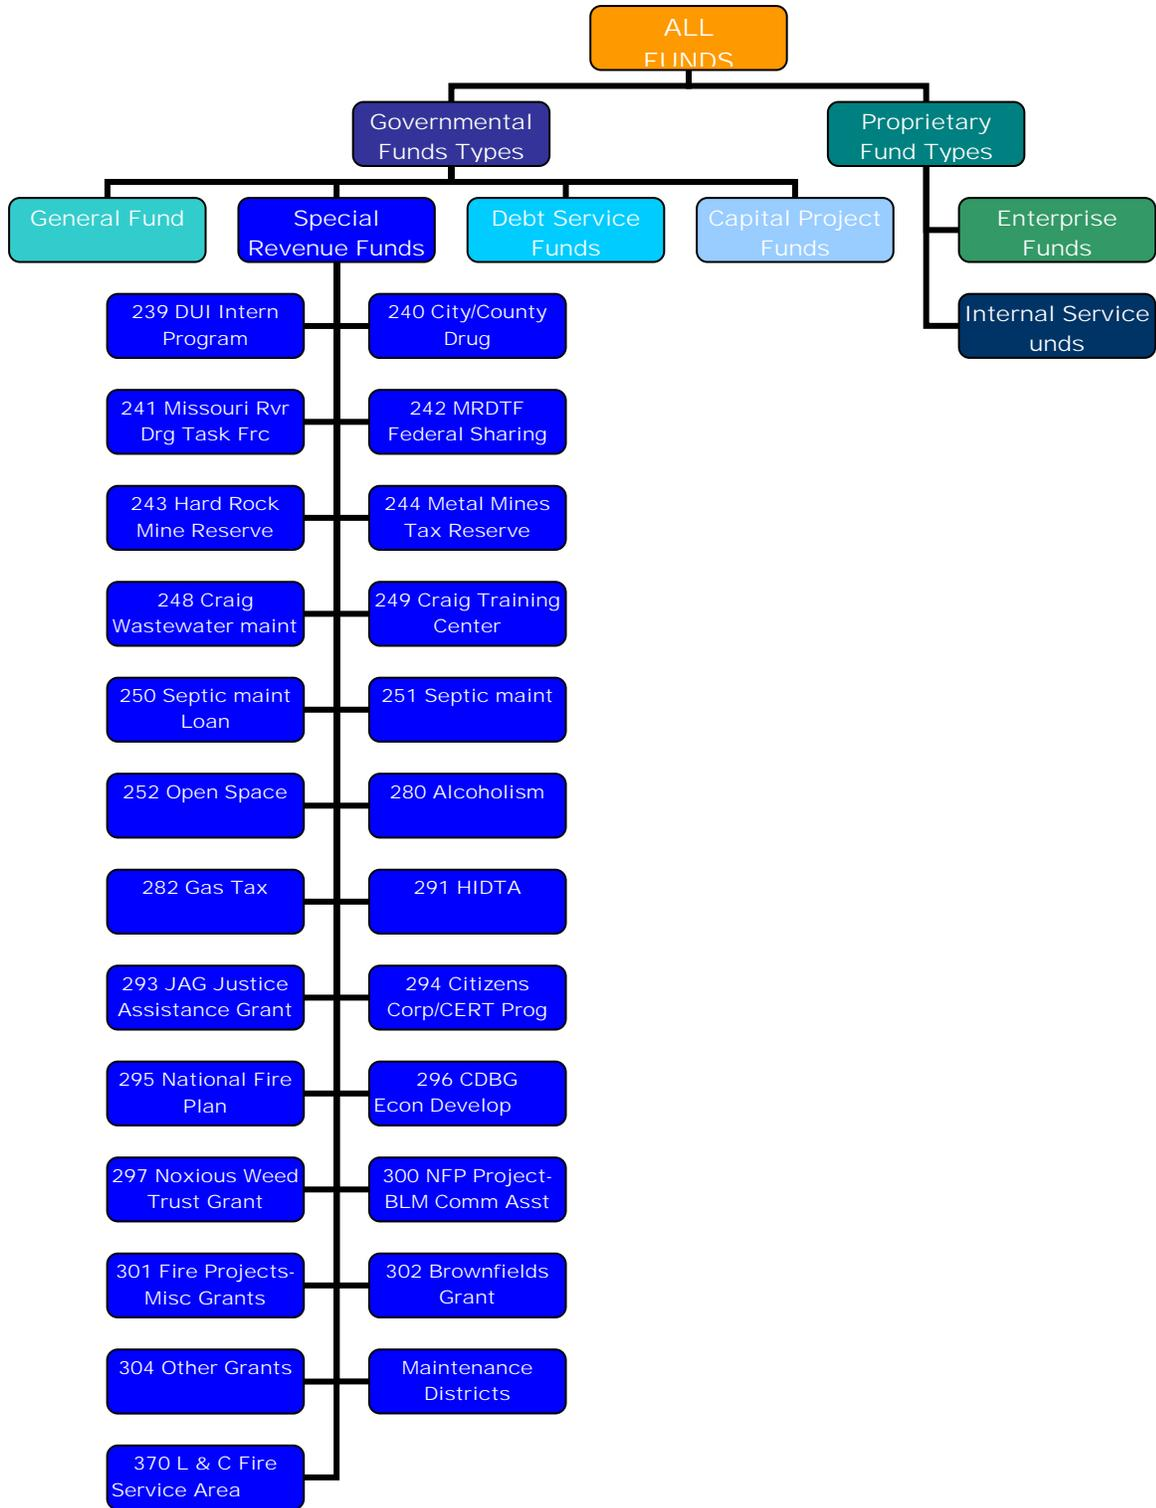 ALL
FUNDS
Governmental
Funds Types
Proprietary
Fund Types
General Fund
Special
Revenue Funds
Debt Service
Funds
Capital Project
Funds
Enterprise
Funds
239 DUI Intern
Program
240 City/County
Drug
Internal Service
unds
241 Missouri Rvr
Drg Task Frc
242 MRDTF
Federal Sharing
243 Hard Rock
Mine Reserve
244 Metal Mines
Tax Reserve
248 Craig
Wastewater maint
249 Craig Training
Center
250 Septic maint
Loan
251 Septic maint
252 Open Space
280 Alcoholism
282 Gas Tax
291 HIDTA
293 JAG Justice
Assistance Grant
294 Citizens
Corp/CERT Prog
295 National Fire
Plan
296 CDBG
Econ Develop
297 Noxious Weed
Trust Grant
300 NFP Project-
BLM Comm Asst
301 Fire Projects-
Misc Grants
302 Brownfields
Grant
304 Other Grants
Maintenance
Districts
370 L & C Fire
Service Area